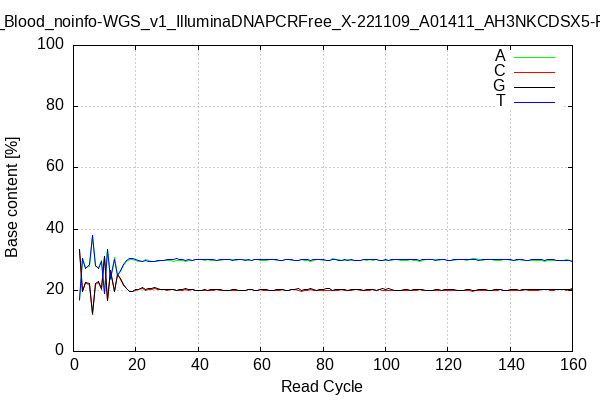 _Blood_noinfo-WGS_v1_IlluminaDNAPCRFree_X-221109_A01411_AH3NKCDSX5-
A
C
G
T
100
80
60
40
20
0
Base content [%]
0 20 40 60 80 100 120 140 160
Read Cycle